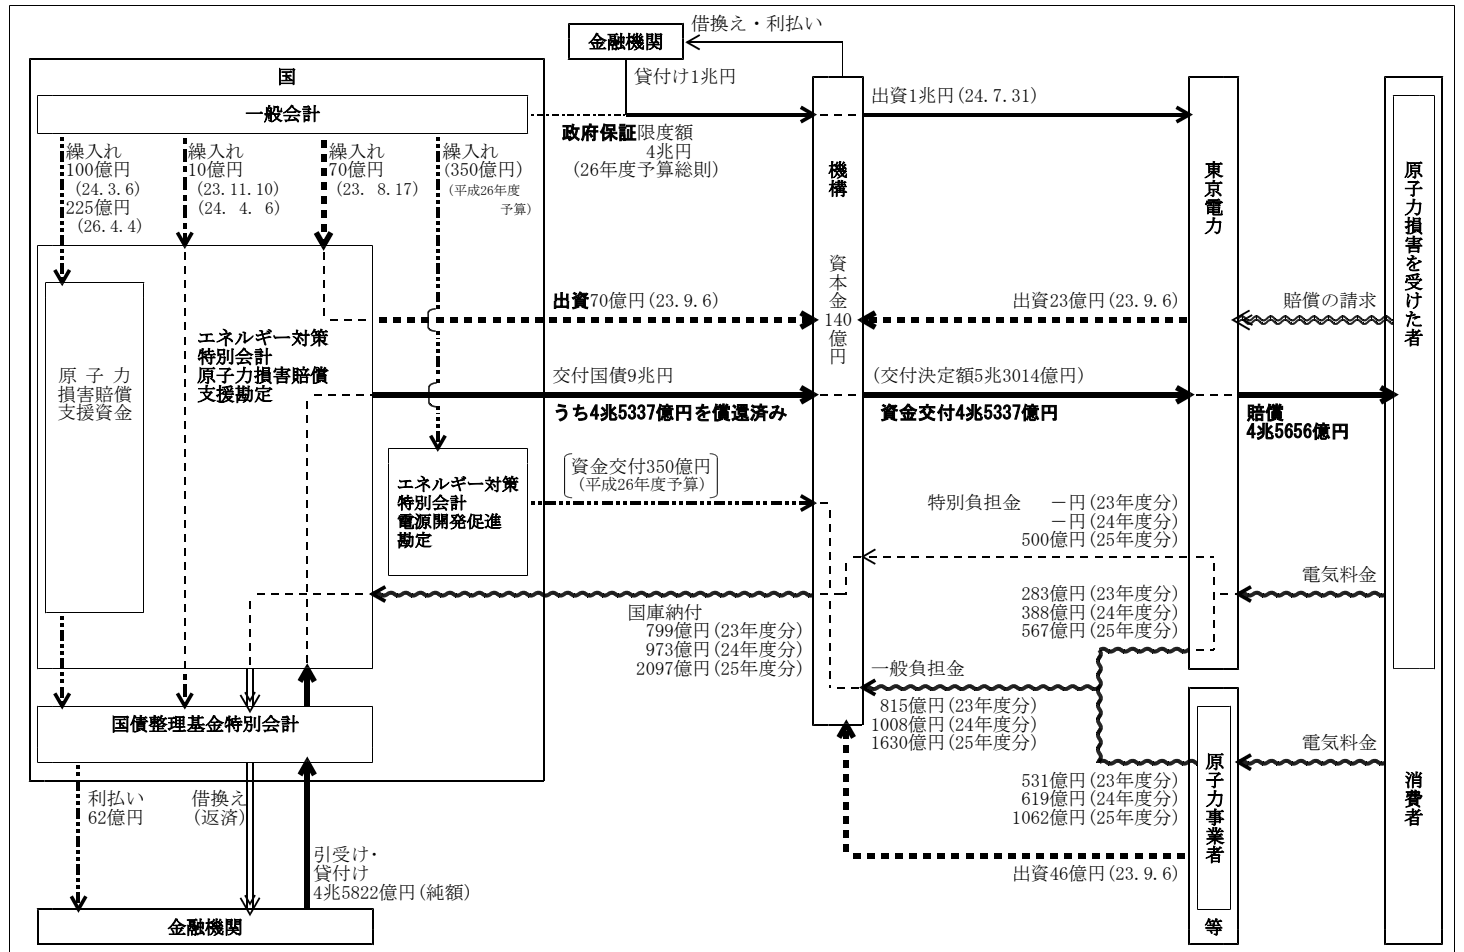 借換え・利払い
金融機関
貸付け1兆円
国
一般会計
出資1兆円(24.7.31)
政府保証限度額
4兆円
(26年度予算総則)
繰入れ
100億円
(24.3.6)
225億円
(26.4.4)
繰入れ
10億円
(23.11.10)
(24. 4. 6)
繰入れ
70億円
(23. 8.17)
繰入れ
(350億円)
(平成26年度
予算)
機構
資本金
140
億円
東京電力
原子力損害を受けた者
出資70億円(23.9.6)
出資23億円(23.9.6)
賠償の請求
エネルギー対策
特別会計
原子力損害賠償
支援勘定
原 子 力
損害賠償
支援資金
交付国債9兆円
うち4兆5337億円を償還済み
(交付決定額5兆3014億円)
資金交付4兆5337億円
賠償
4兆5656億円
資金交付350億円
(平成26年度予算)
エネルギー対策
特別会計
電源開発促進
勘定
特別負担金 －円(23年度分)
－円(24年度分)
500億円(25年度分)
電気料金
283億円(23年度分)
388億円(24年度分)
567億円(25年度分)
国庫納付
799億円(23年度分)
973億円(24年度分)
2097億円(25年度分)
一般負担金
815億円(23年度分)
1008億円(24年度分)
1630億円(25年度分)
国債整理基金特別会計
電気料金
531億円(23年度分)
619億円(24年度分)
1062億円(25年度分)
原子力事業者
等
消費者
利払い
62億円
借換え
(返済)
引受け・
貸付け
4兆5822億円(純額)
出資46億円(23.9.6)
金融機関